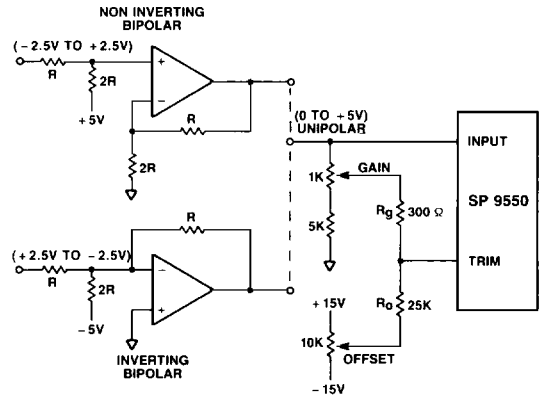 NON INVERTING
BIPOLAR
(−2.5V TO +2.5V)
R
2R
+5V
+
−
R
2R
(0 TO +5V)
UNIPOLAR
INPUT
1K
GAIN
SP 9550
5K
Rg 300 Ω
TRIM
(+2.5V TO −2.5V)
R
R
2R
−5V
−
+
INVERTING
BIPOLAR
+15V
Ro 25K
10K
OFFSET
−15V